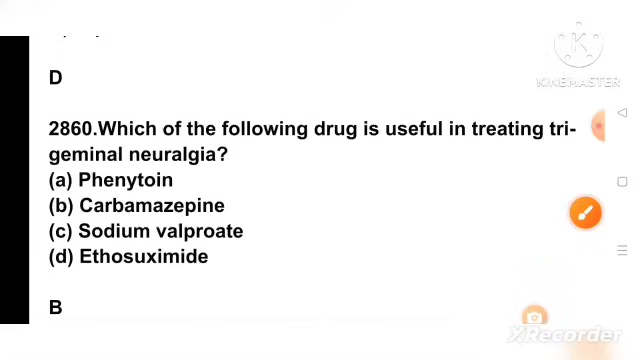 D
2860.Which of the following drug is useful in treating tri-
geminal neuralgia?
(a) Phenytoin
(b) Carbamazepine
(c) Sodium valproate
(d) Ethosuximide
B
K
KINEMASTER
XRecorder